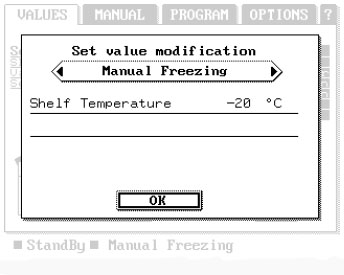 VALUES MANUAL PROGRAM OPTIONS ?
Set value modification
Manual Freezing
Shelf Temperature -20 °C
OK
StandBy Manual Freezing